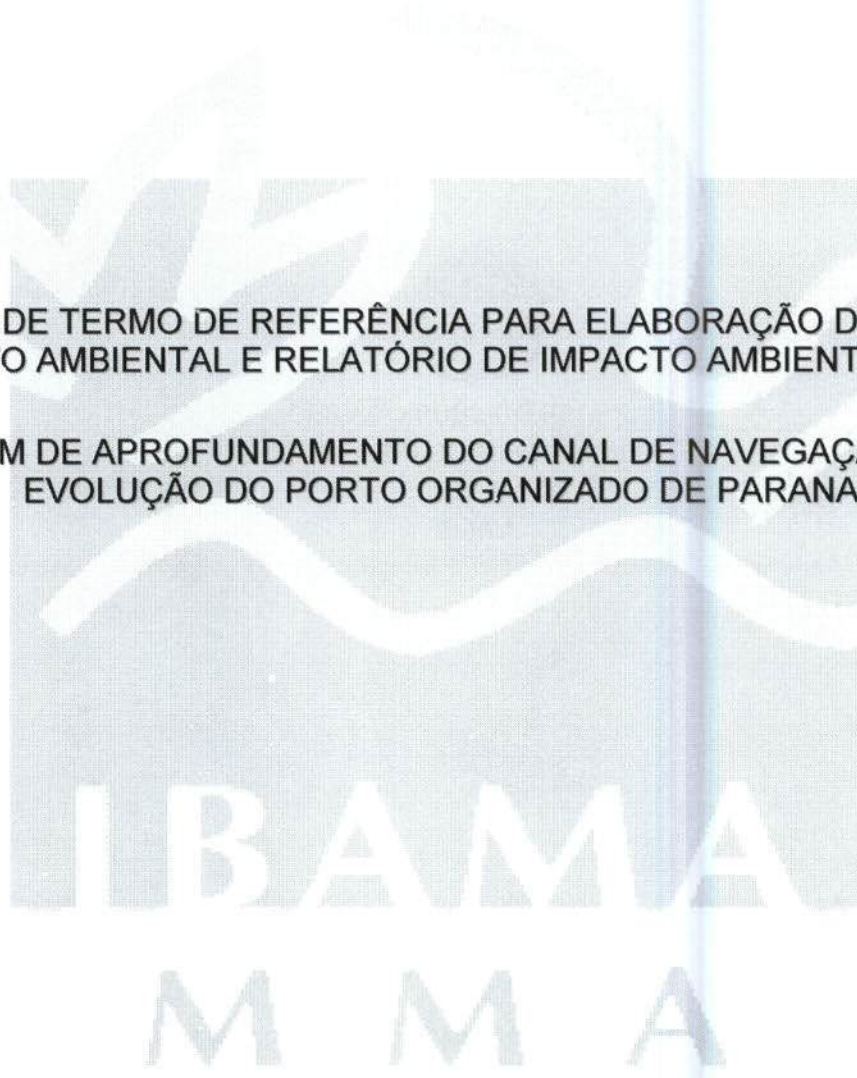 DE TERMO DE REFERÊNCIA PARA ELABORAÇÃO D
O AMBIENTAL E RELATÓRIO DE IMPACTO AMBIENT
M DE APROFUNDAMENTO DO CANAL DE NAVEGAÇ
EVOLUÇÃO DO PORTO ORGANIZADO DE PARANA
IBAMA
M M A